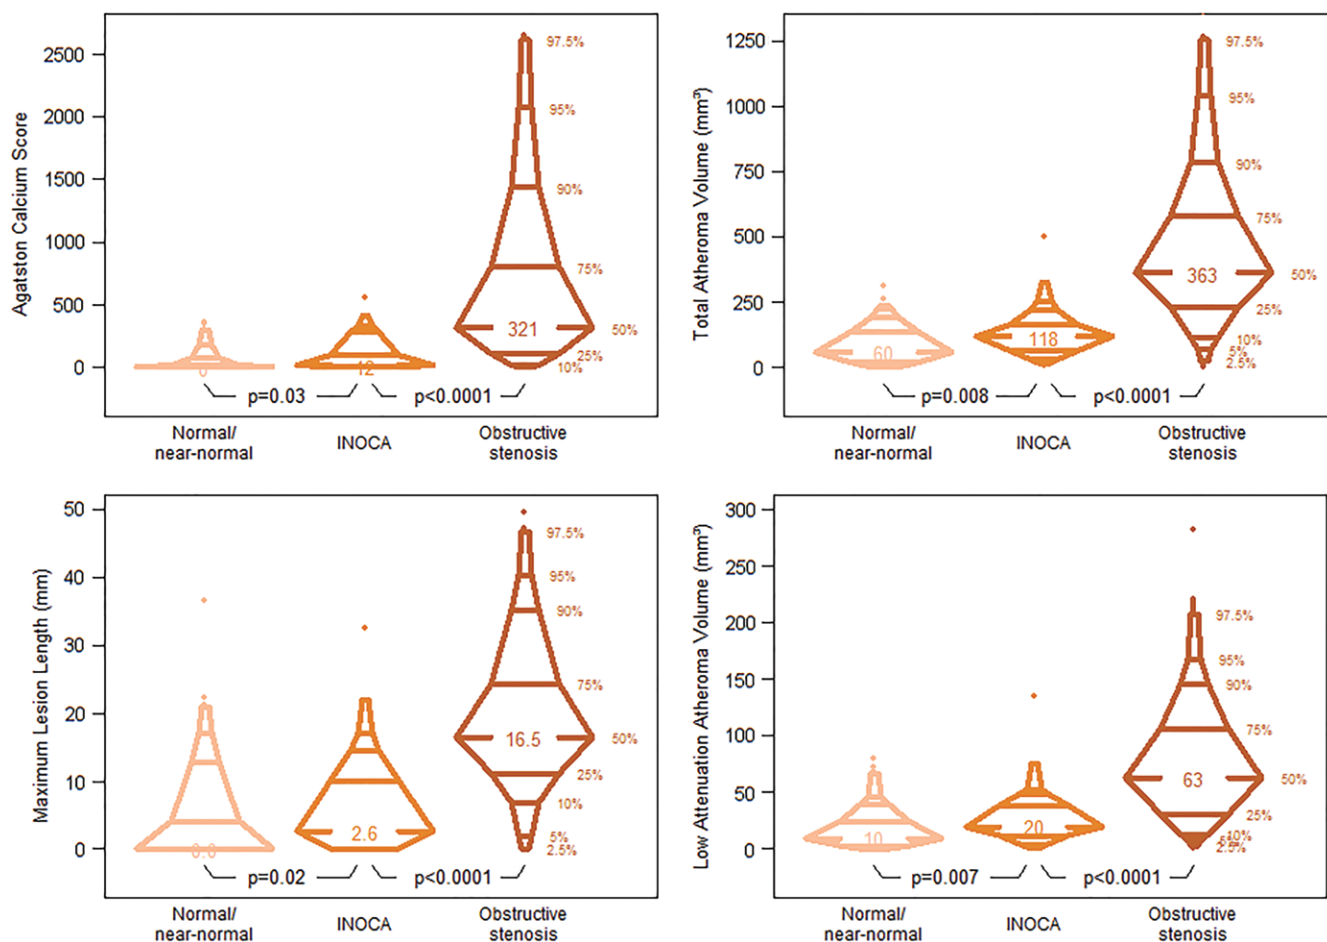 Agatston Calcium Score
2500
2000
1500
1000
500
0
97.5%
95%
90%
75%
50%
25%
10%
0
12
321
p=0.03
p<0.0001
Normal/
near-normal
INOCA
Obstructive
stenosis
Total Atheroma Volume (mm³)
1250
1000
750
500
250
0
97.5%
95%
90%
75%
50%
25%
10%
5%
2.5%
60
118
363
p=0.008
p<0.0001
Normal/
near-normal
INOCA
Obstructive
stenosis
Maximum Lesion Length (mm)
50
40
30
20
10
0
97.5%
95%
90%
75%
50%
25%
10%
5%
2.5%
0.0
2.6
16.5
p=0.02
p<0.0001
Normal/
near-normal
INOCA
Obstructive
stenosis
Low Attenuation Atheroma Volume (mm³)
300
250
200
150
100
50
0
97.5%
95%
90%
75%
50%
25%
10%
5%
2.5%
10
20
63
p=0.007
p<0.0001
Normal/
near-normal
INOCA
Obstructive
stenosis